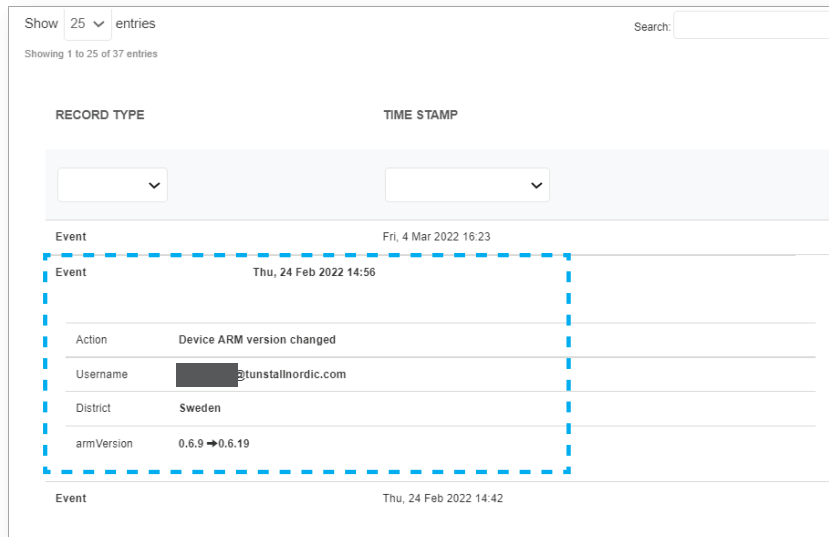 Show 25 entries
Search:
Showing 1 to 25 of 37 entries
RECORD TYPE TIME STAMP
Event Fri, 4 Mar 2022 16:23
Event Thu, 24 Feb 2022 14:56
Action Device ARM version changed
Username @tunstallnordic.com
District Sweden
armVersion 0.6.9 ➔0.6.19
Event Thu, 24 Feb 2022 14:42